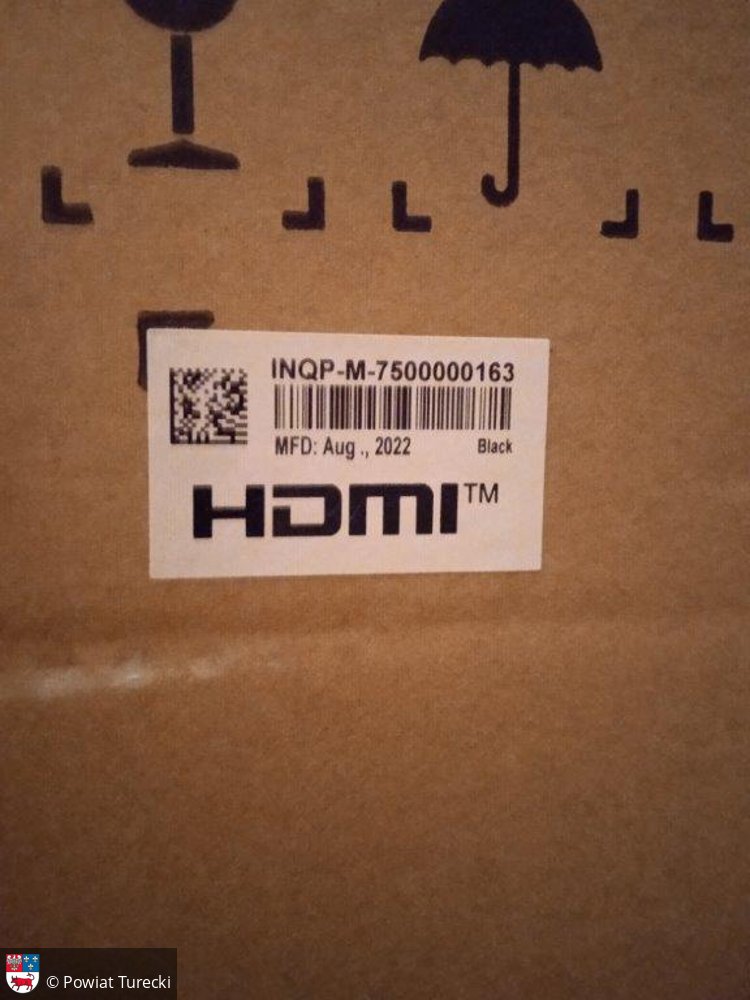 INQP-M-7500000163
MFD: Aug ., 2022 Black
HDMI™
© Powiat Turecki